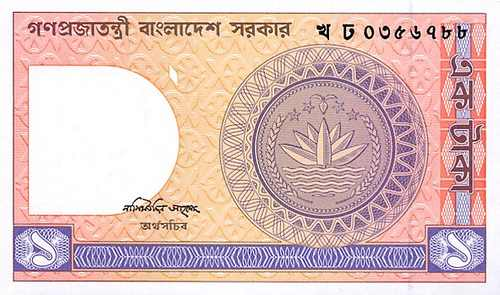 গণপ্রজাতন্ত্রী বাংলাদেশ সরকার
খ ঢ ০৩৫৬৭৮৮
এক টাকা
অর্থসচিব
১
১